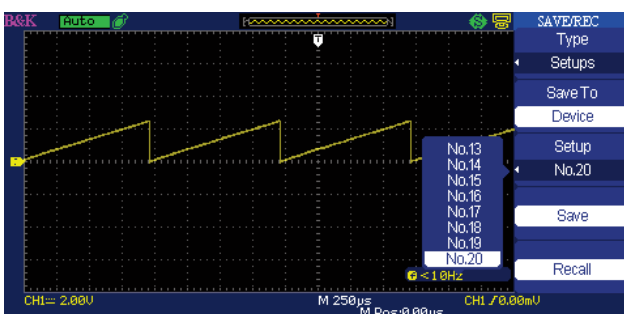 B&K Auto SAVE/REC
Type
T
Setups
Save To
Device
Setup
No.13
No.14
No.15
No.16
No.17
No.18
No.19
No.20
No.20
Save
Recall
F <10Hz
CH1 2.00V M 250µs CH1 0.00mV
M Pos:0.00µs